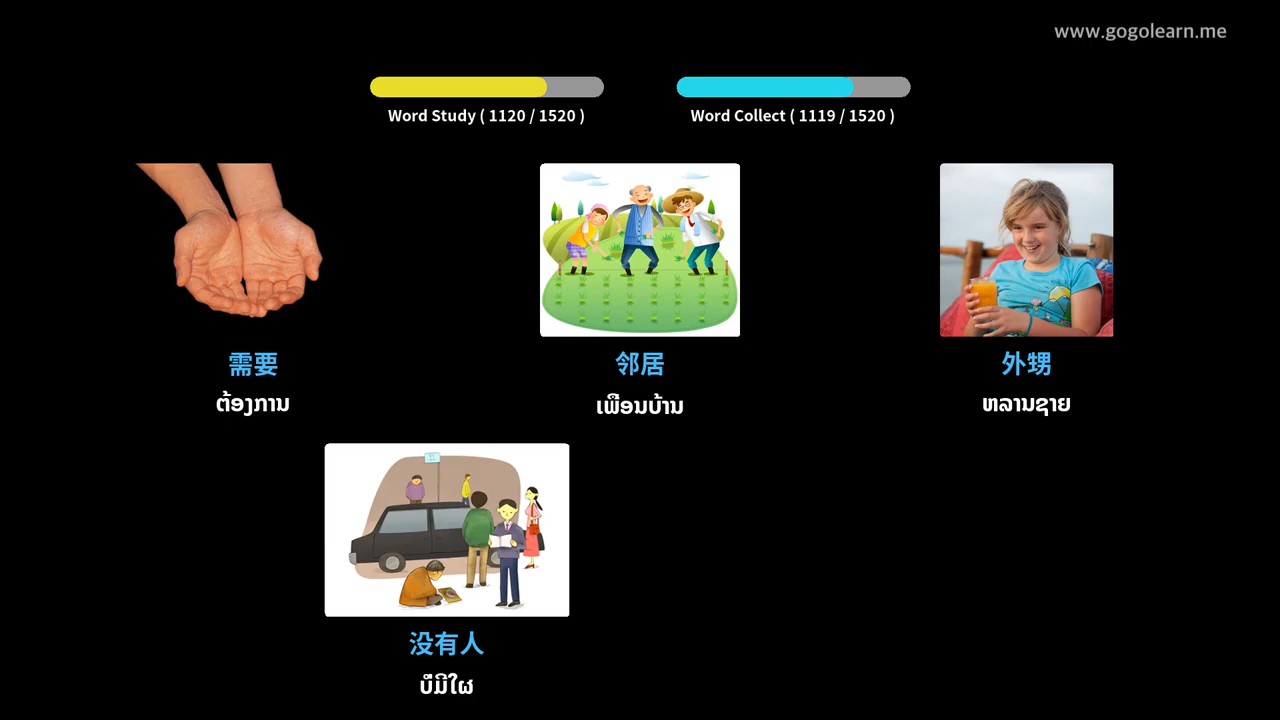 www.gogolearn.me
Word Study ( 1120 / 1520 )
Word Collect ( 1119 / 1520 )
需要
ຕ້ອງການ
邻居
ເພື່ອນບ້ານ
外甥
ຫລານຊາຍ
没有人
ບໍ່ມີໃຜ